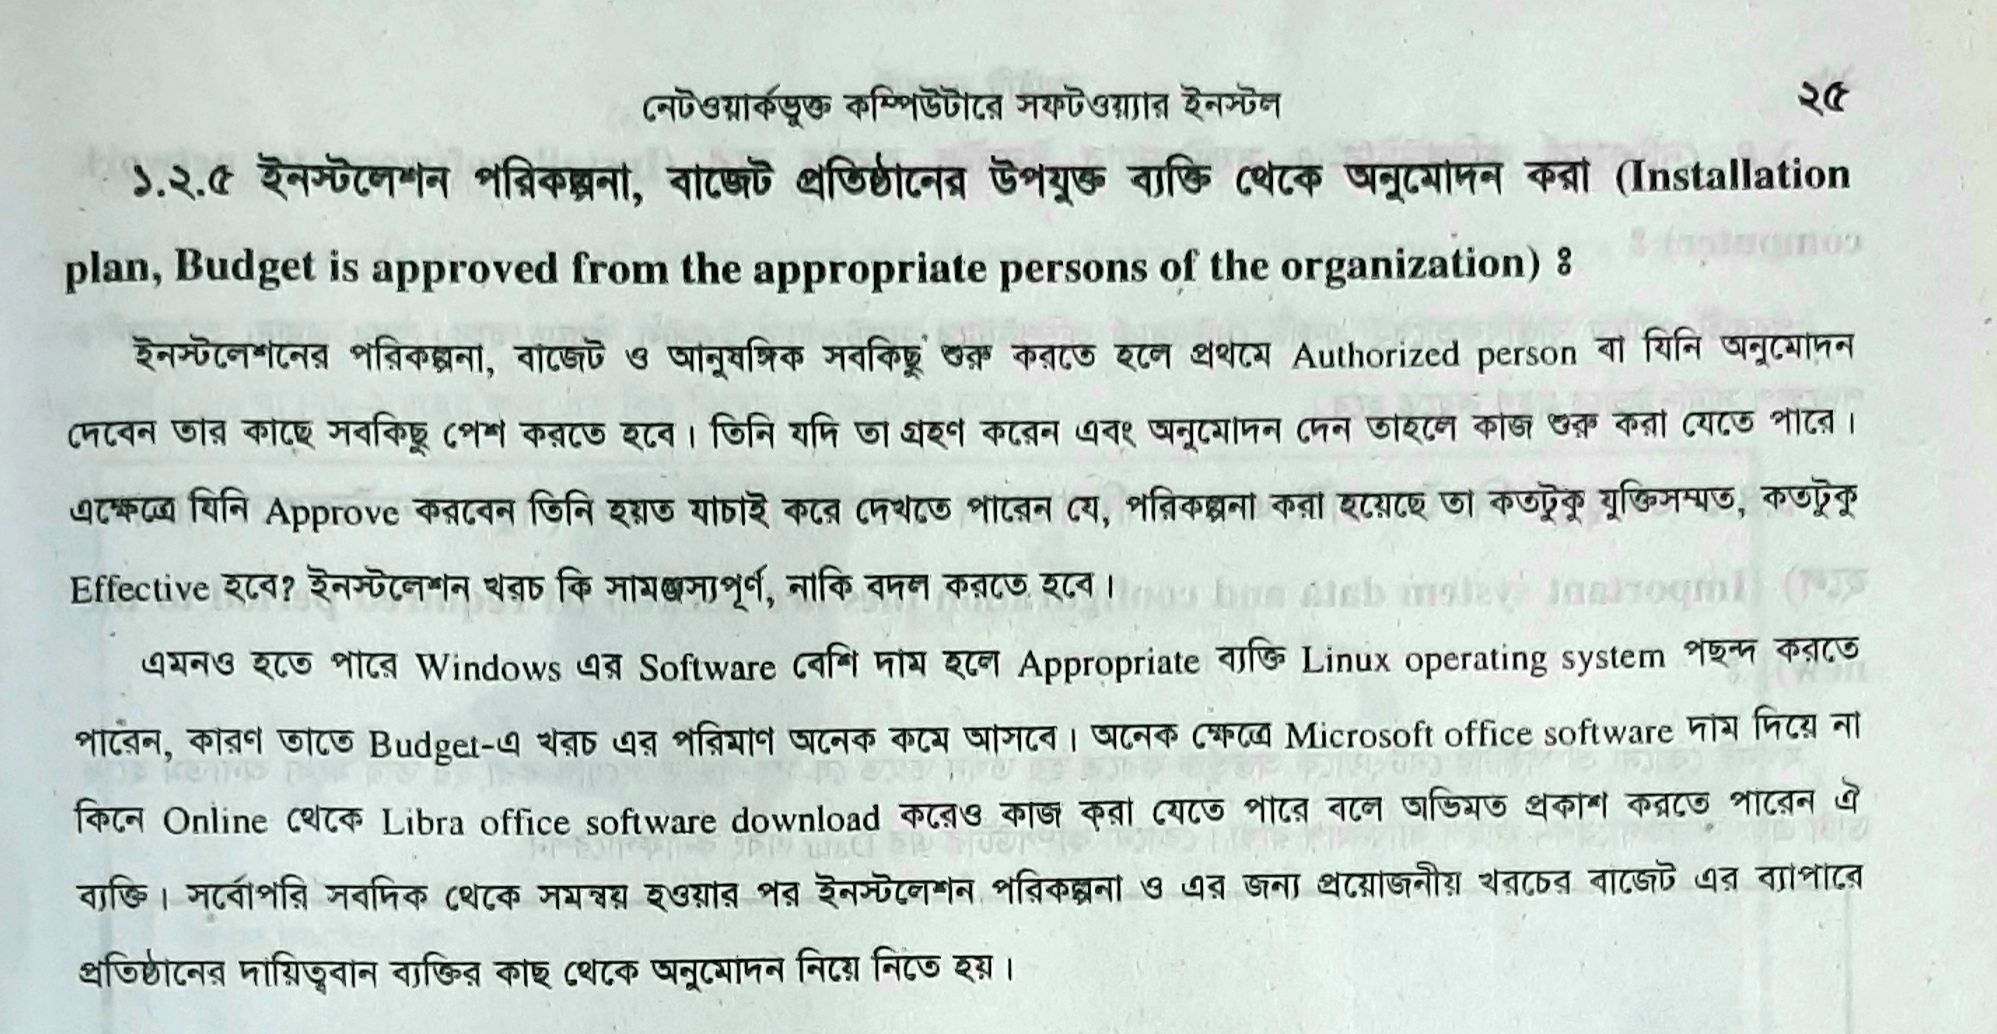 নেটওয়ার্কভুক্ত কম্পিউটারে সফটওয়্যার ইনস্টল ২৫
১.২.৫ ইনস্টলেশন পরিকল্পনা, বাজেট প্রতিষ্ঠানের উপযুক্ত ব্যক্তি থেকে অনুমোদন করা (Installation
plan, Budget is approved from the appropriate persons of the organization) ঃ
ইনস্টলেশনের পরিকল্পনা, বাজেট ও আনুষঙ্গিক সবকিছু শুরু করতে হলে প্রথমে Authorized person বা যিনি অনুমোদন
দেবেন তার কাছে সবকিছু পেশ করতে হবে। তিনি যদি তা গ্রহণ করেন এবং অনুমোদন দেন তাহলে কাজ শুরু করা যেতে পারে।
এক্ষেত্রে যিনি Approve করবেন তিনি হয়ত যাচাই করে দেখতে পারেন যে, পরিকল্পনা করা হয়েছে তা কতটুকু যুক্তিসম্মত, কতটুকু
Effective হবে? ইনস্টলেশন খরচ কি সামঞ্জস্যপূর্ণ, নাকি বদল করতে হবে।
এমনও হতে পারে Windows এর Software বেশি দাম হলে Appropriate ব্যক্তি Linux operating system পছন্দ করতে
পারেন, কারণ তাতে Budget-এ খরচ এর পরিমাণ অনেক কমে আসবে। অনেক ক্ষেত্রে Microsoft office software দাম দিয়ে না
কিনে Online থেকে Libra office software download করেও কাজ করা যেতে পারে বলে অভিমত প্রকাশ করতে পারেন ঐ
ব্যক্তি। সর্বোপরি সবদিক থেকে সমন্বয় হওয়ার পর ইনস্টলেশন পরিকল্পনা ও এর জন্য প্রয়োজনীয় খরচের বাজেট এর ব্যাপারে
প্রতিষ্ঠানের দায়িত্ববান ব্যক্তির কাছ থেকে অনুমোদন নিয়ে নিতে হয়।